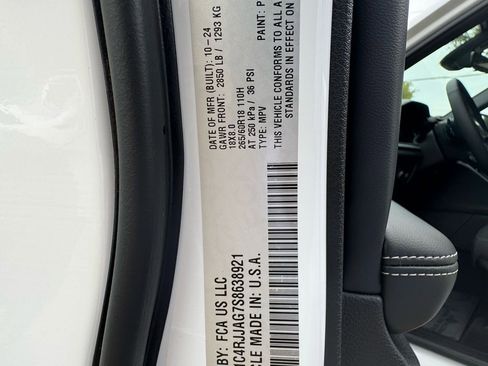 BY: FCA US LLC
DATE OF MFR (BUILT): 10-24
GAWR FRONT: 2850 LB / 1293 KG
18X8.0
265/60R18 110H
AT 250 kPa / 36 PSI
TYPE: MPV
1C4RJJAG7S8638921
CLE MADE IN: U.S.A.
PAINT: P
THIS VEHICLE CONFORMS TO ALL A
STANDARDS IN EFFECT ON